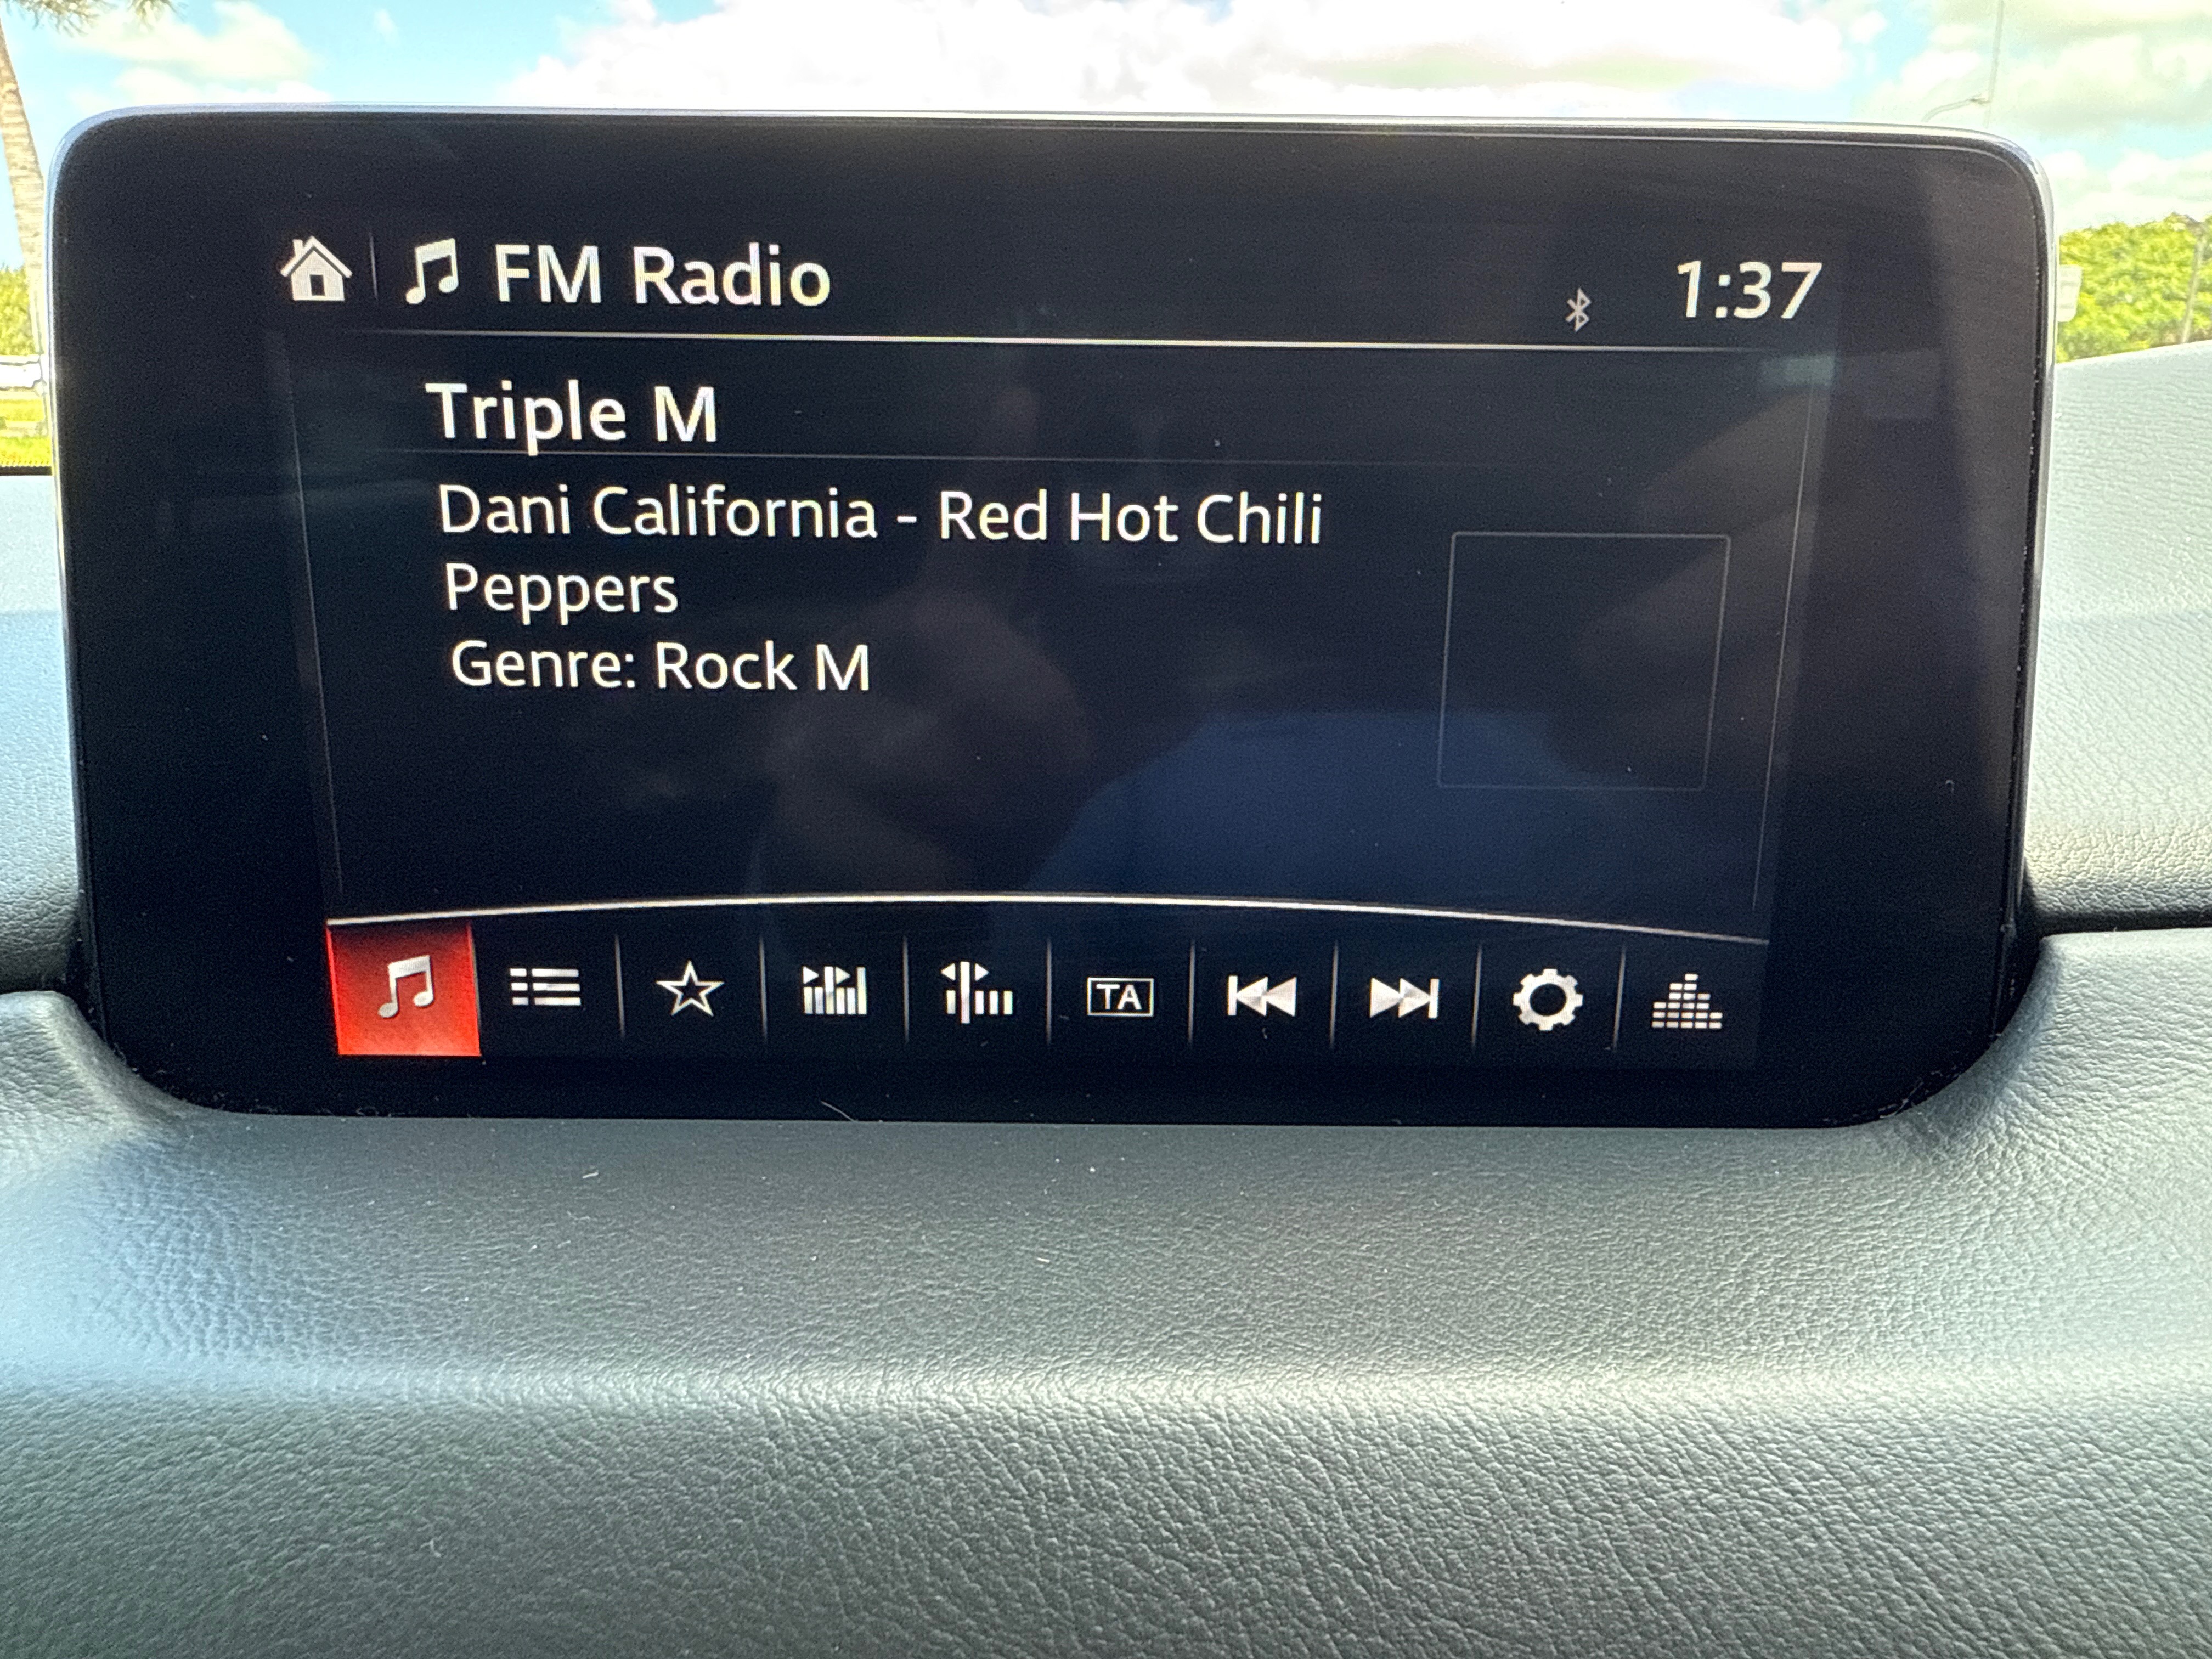 FM Radio
1:37
Triple M
Dani California - Red Hot Chili
Peppers
Genre: Rock M
TA